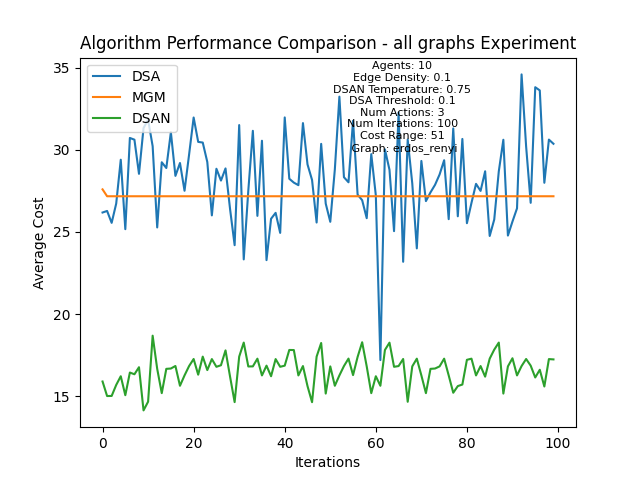 Algorithm Performance Comparison - all graphs Experiment
DSA
MGM
DSAN
Agents: 10
Edge Density: 0.1
DSAN Temperature: 0.75
DSA Threshold: 0.1
Num Actions: 3
Num Iterations: 100
Cost Range: 51
Graph: erdos_renyi
Average Cost
35
30
25
20
15
0 20 40 60 80 100
Iterations